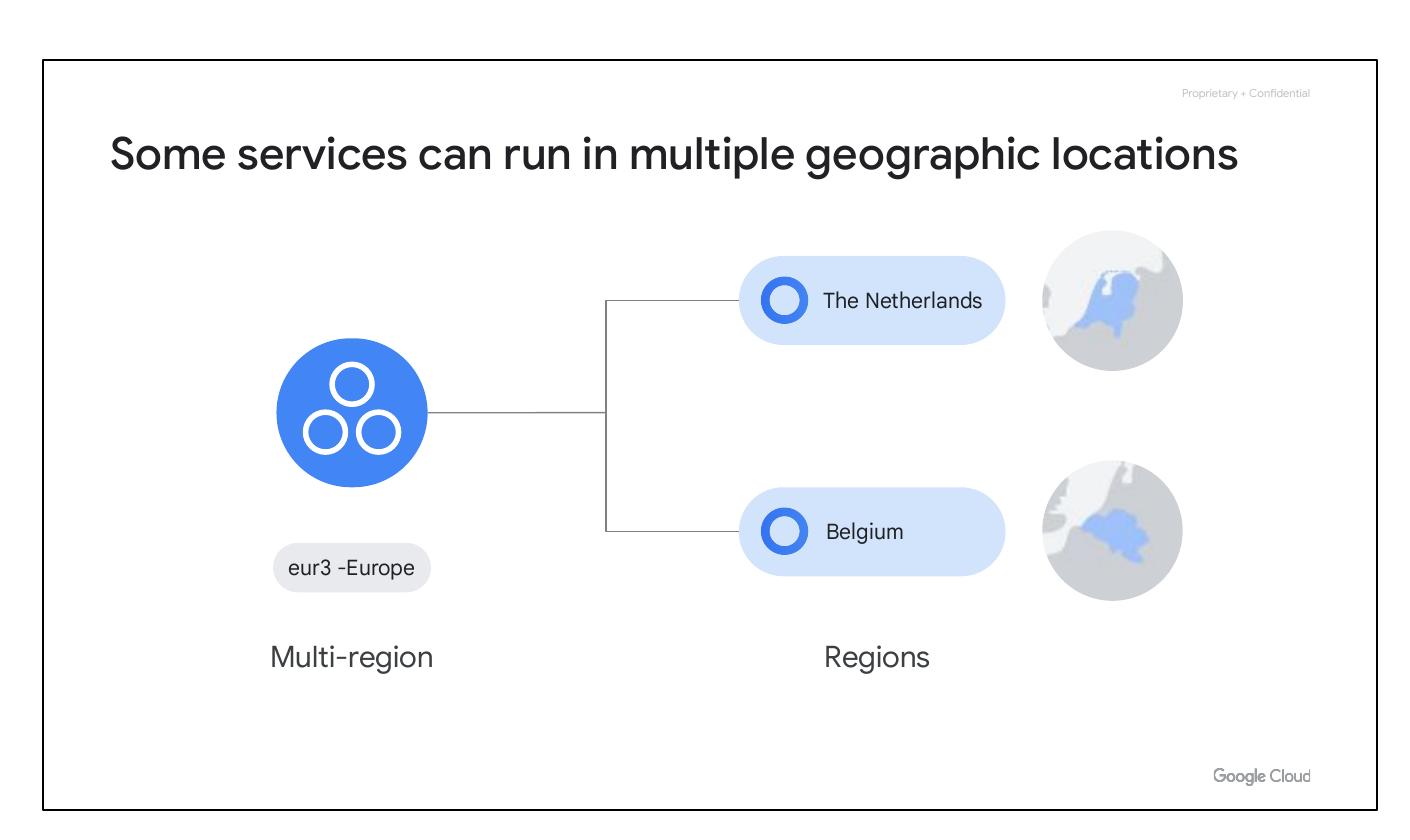 Proprietary + Confidential
Some services can run in multiple geographic locations
The Netherlands
Belgium
eur3 -Europe
Multi-region
Regions
Google Cloud